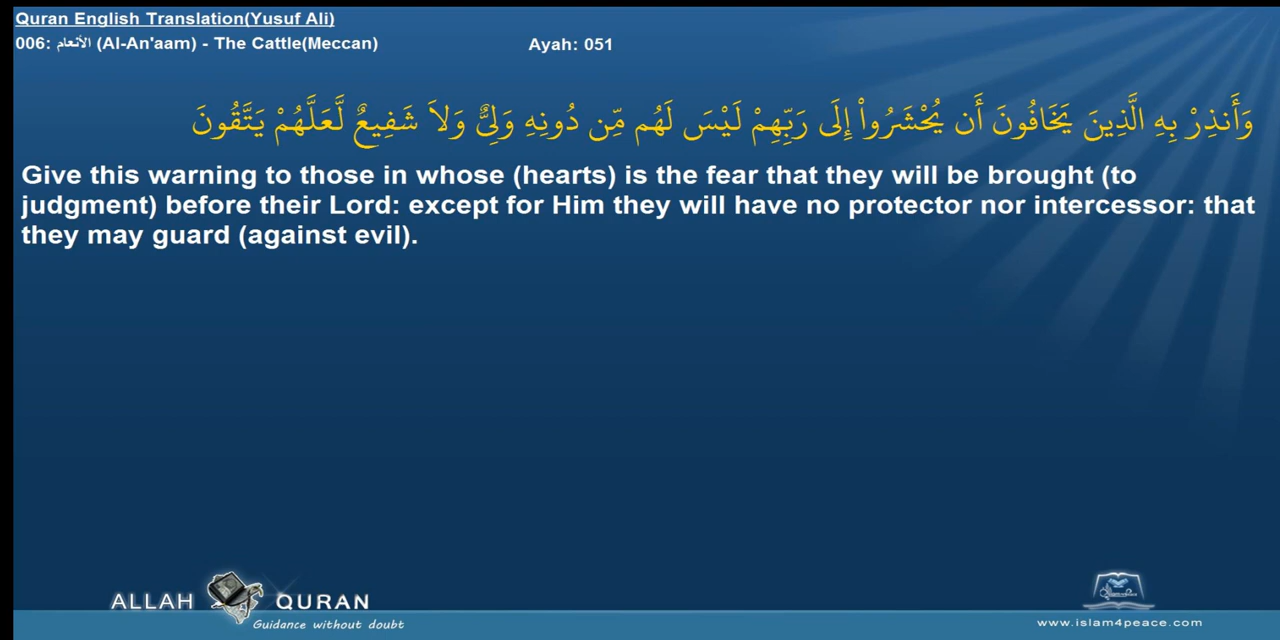 Quran English Translation(Yusuf Ali)
006: الأنعام (Al-An'aam) - The Cattle(Meccan) Ayah: 051
وَأَنذِرْ بِهِ الَّذِينَ يَخَافُونَ أَن يُحْشَرُواْ إِلَى رَبِّهِمْ لَيْسَ لَهُم مِّن دُونِهِ وَلِيٌّ وَلاَ شَفِيعٌ لَّعَلَّهُمْ يَتَّقُونَ
Give this warning to those in whose (hearts) is the fear that they will be brought (to
judgment) before their Lord: except for Him they will have no protector nor intercessor: that
they may guard (against evil).
ALLAH QURAN
Guidance without doubt
www.islam4peace.com